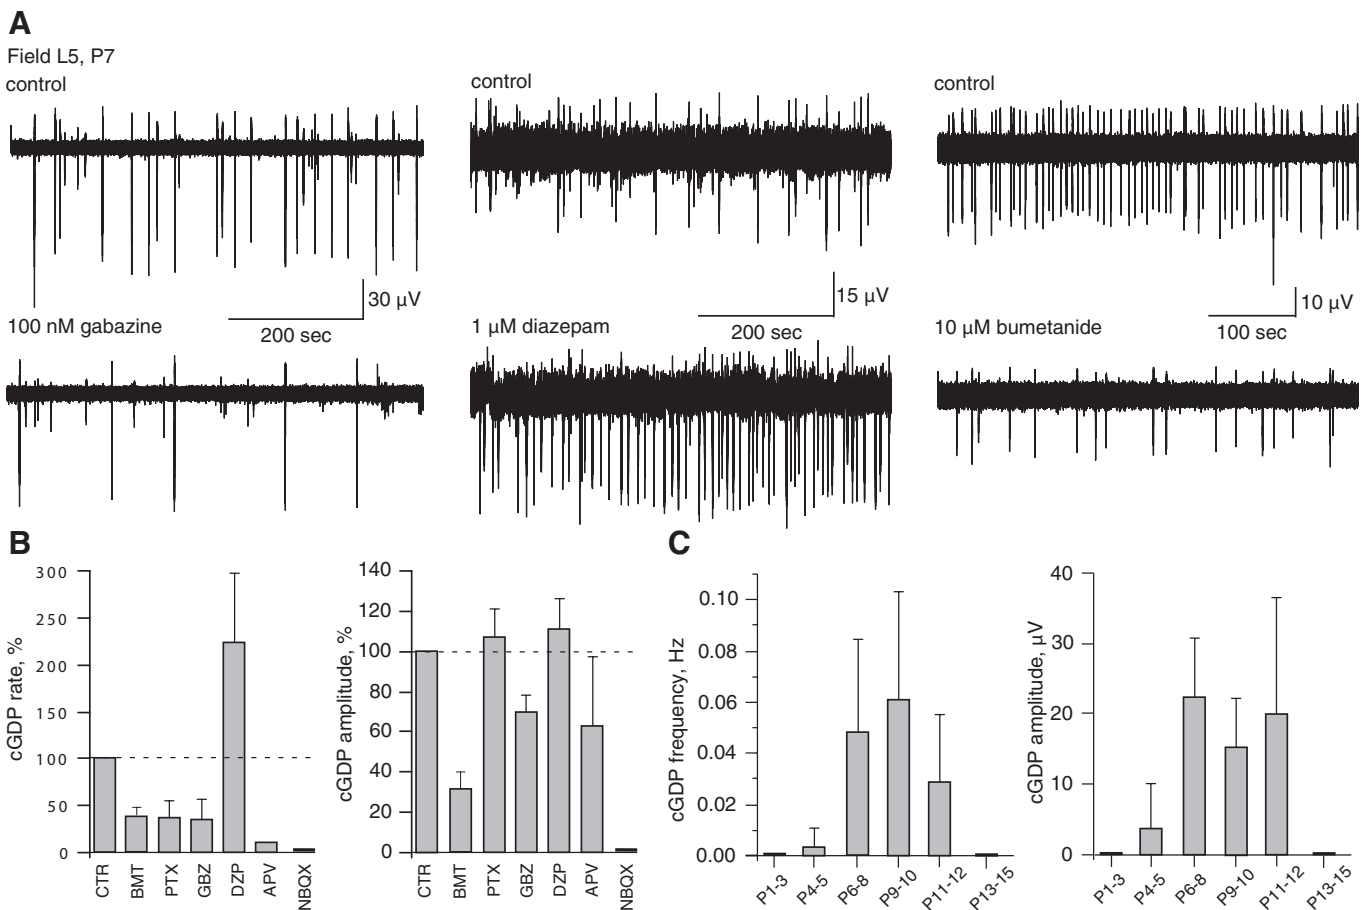 A
Field L5, P7
control
control
control
30 µV
200 sec
15 µV
200 sec
10 µV
100 sec
100 nM gabazine
1 µM diazepam
10 µM bumetanide
B
cGDP rate, %
300
250
200
150
100
50
0
CTR
BMT
PTX
GBZ
DZP
APV
NBQX
cGDP amplitude, %
140
120
100
80
60
40
20
0
CTR
BMT
PTX
GBZ
DZP
APV
NBQX
C
cGDP frequency, Hz
0.10
0.08
0.06
0.04
0.02
0.00
P1-3
P4-5
P6-8
P9-10
P11-12
P13-15
cGDP amplitude, µV
40
30
20
10
0
P1-3
P4-5
P6-8
P9-10
P11-12
P13-15